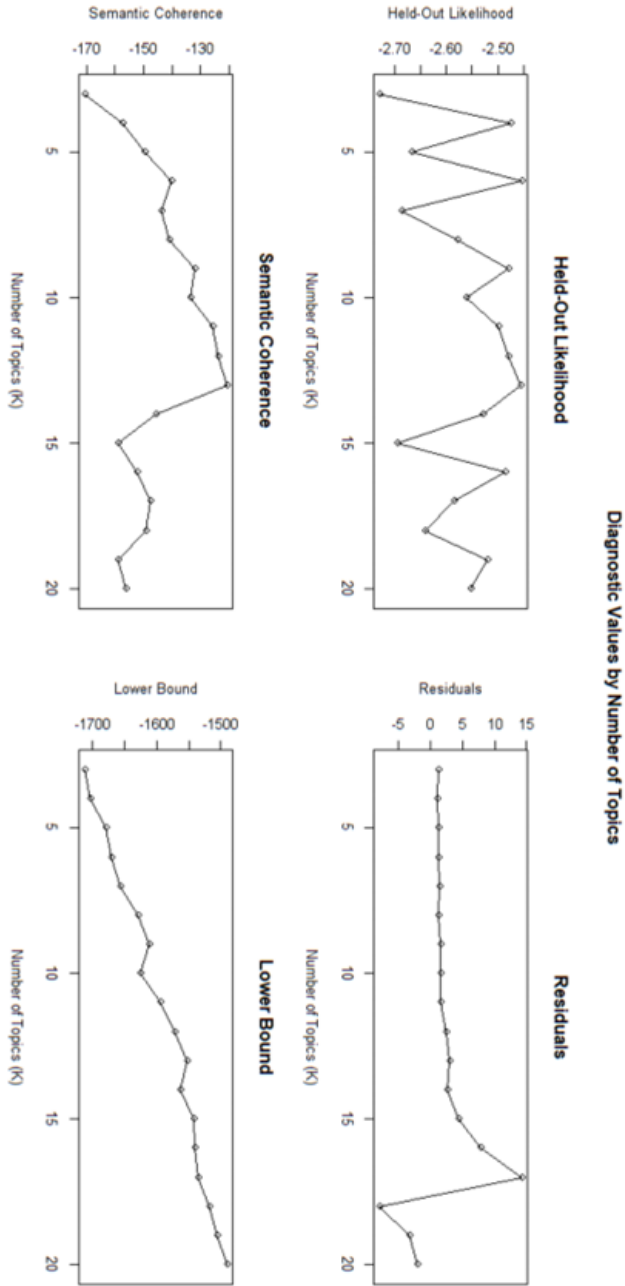 Diagnostic Values by Number of Topics
Held-Out Likelihood
Held-Out Likelihood
-2.70 -2.60 -2.50
5 10 15 20
Number of Topics (K)
Residuals
Residuals
-5 0 5 10 15
5 10 15 20
Number of Topics (K)
Semantic Coherence
Semantic Coherence
-170 -150 -130
5 10 15 20
Number of Topics (K)
Lower Bound
Lower Bound
-1700 -1600 -1500
5 10 15 20
Number of Topics (K)